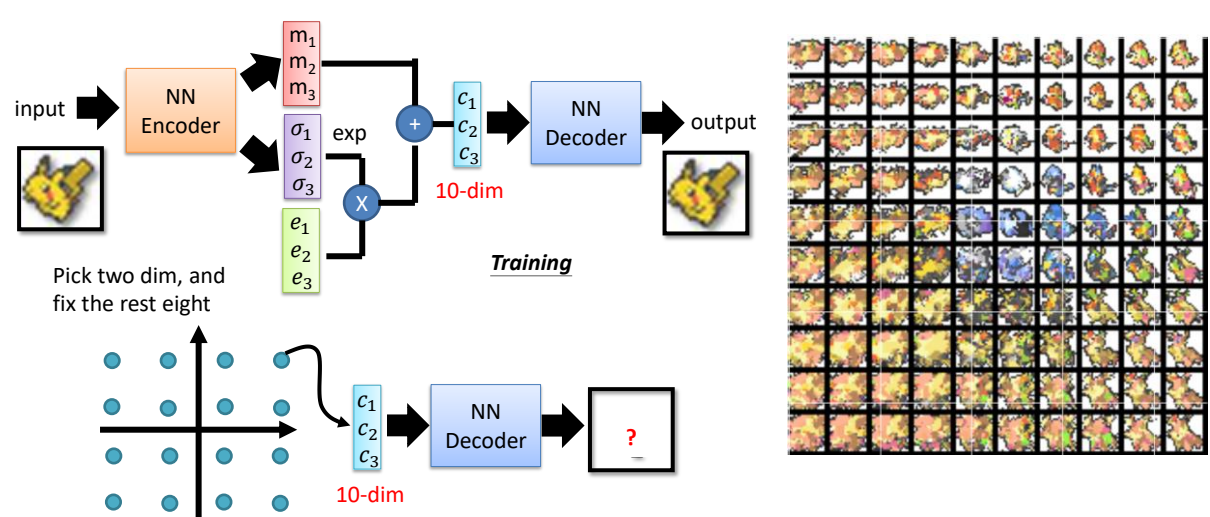 input
NN
Encoder
m₁
m₂
m₃
σ₁
σ₂
σ₃
exp
e₁
e₂
e₃
X
+
c₁
c₂
c₃
10-dim
NN
Decoder
output
Training
Pick two dim, and
fix the rest eight
c₁
c₂
c₃
10-dim
NN
Decoder
?